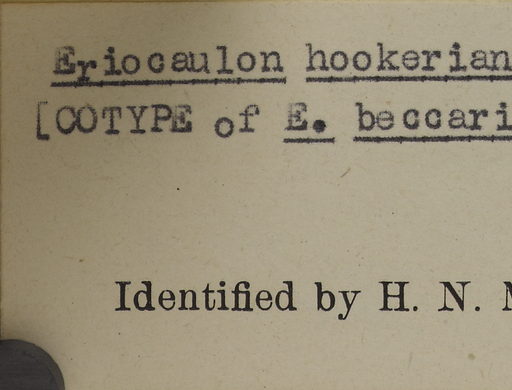 Eriocaulon hookerian
[COTYPE of E. beccari
Identified by H. N.